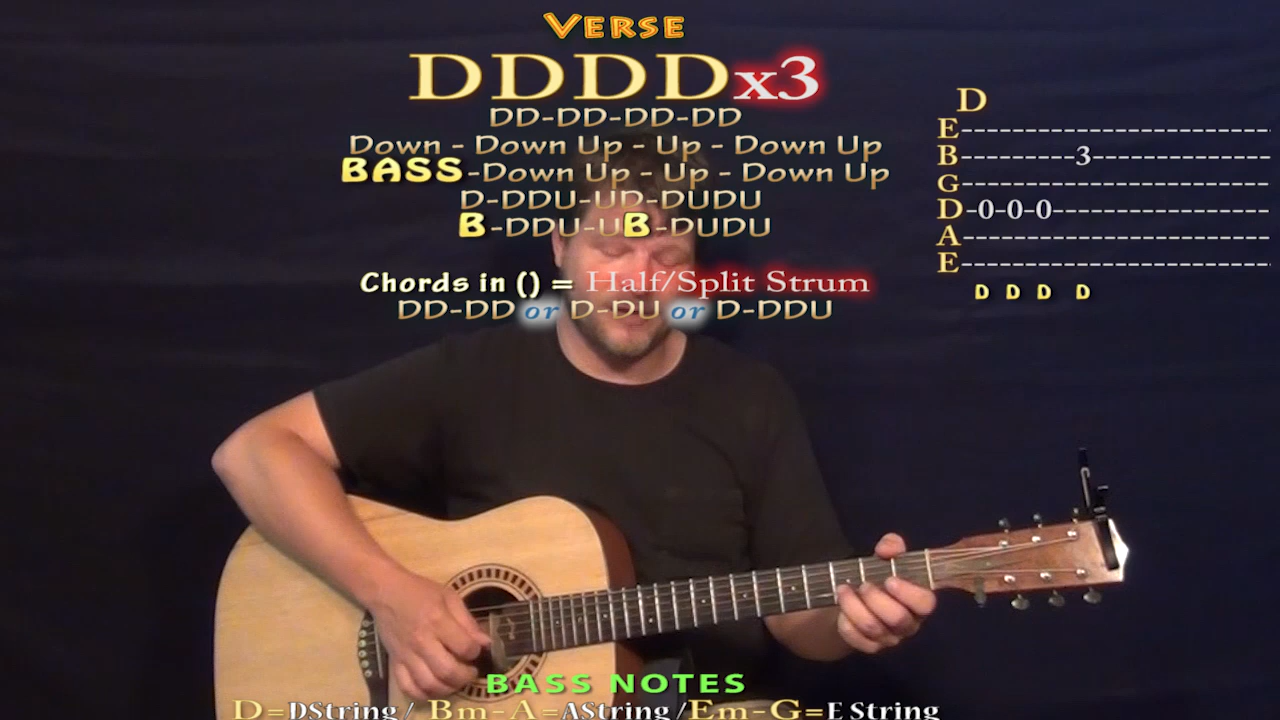 VERSE
DDDDx3
DD-DD-DD-DD
Down - Down Up - Up - Down Up
BASS-Down Up - Up - Down Up
D-DDU-UD-DUDU
B-DDU-UB-DUDU
Chords in () = Half/Split Strum
DD-DD or D-DU or D-DDU
D
E------------------------
B---------3--------------
G------------------------
D-0-0-0-----------------
A------------------------
E------------------------
D D D D
BASS NOTES
D=DString/ Bm-A=AString/Em-G=E String